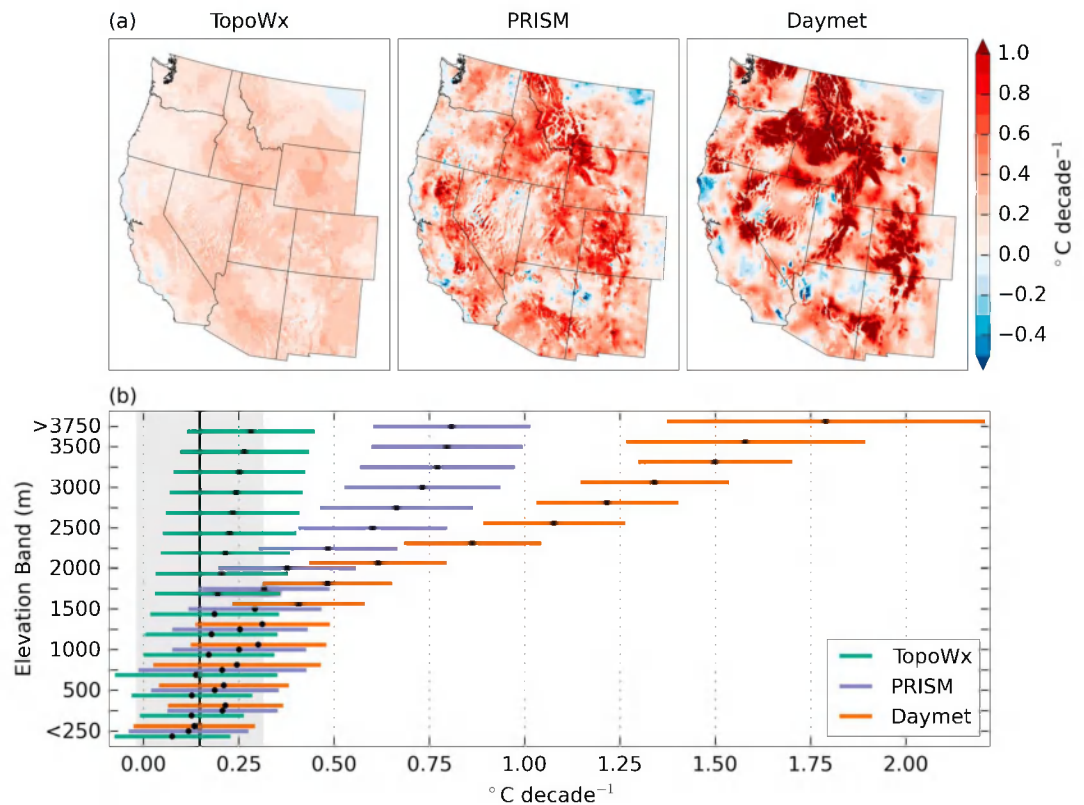 (a)
TopoWx
PRISM
Daymet
1.0
0.8
0.6
0.4
0.2
0.0
−0.2
−0.4
°C decade⁻¹
(b)
Elevation Band (m)
> 3750
3500
3000
2500
2000
1500
1000
500
<250
TopoWx
PRISM
Daymet
0.00 0.25 0.50 0.75 1.00 1.25 1.50 1.75 2.00
°C decade⁻¹